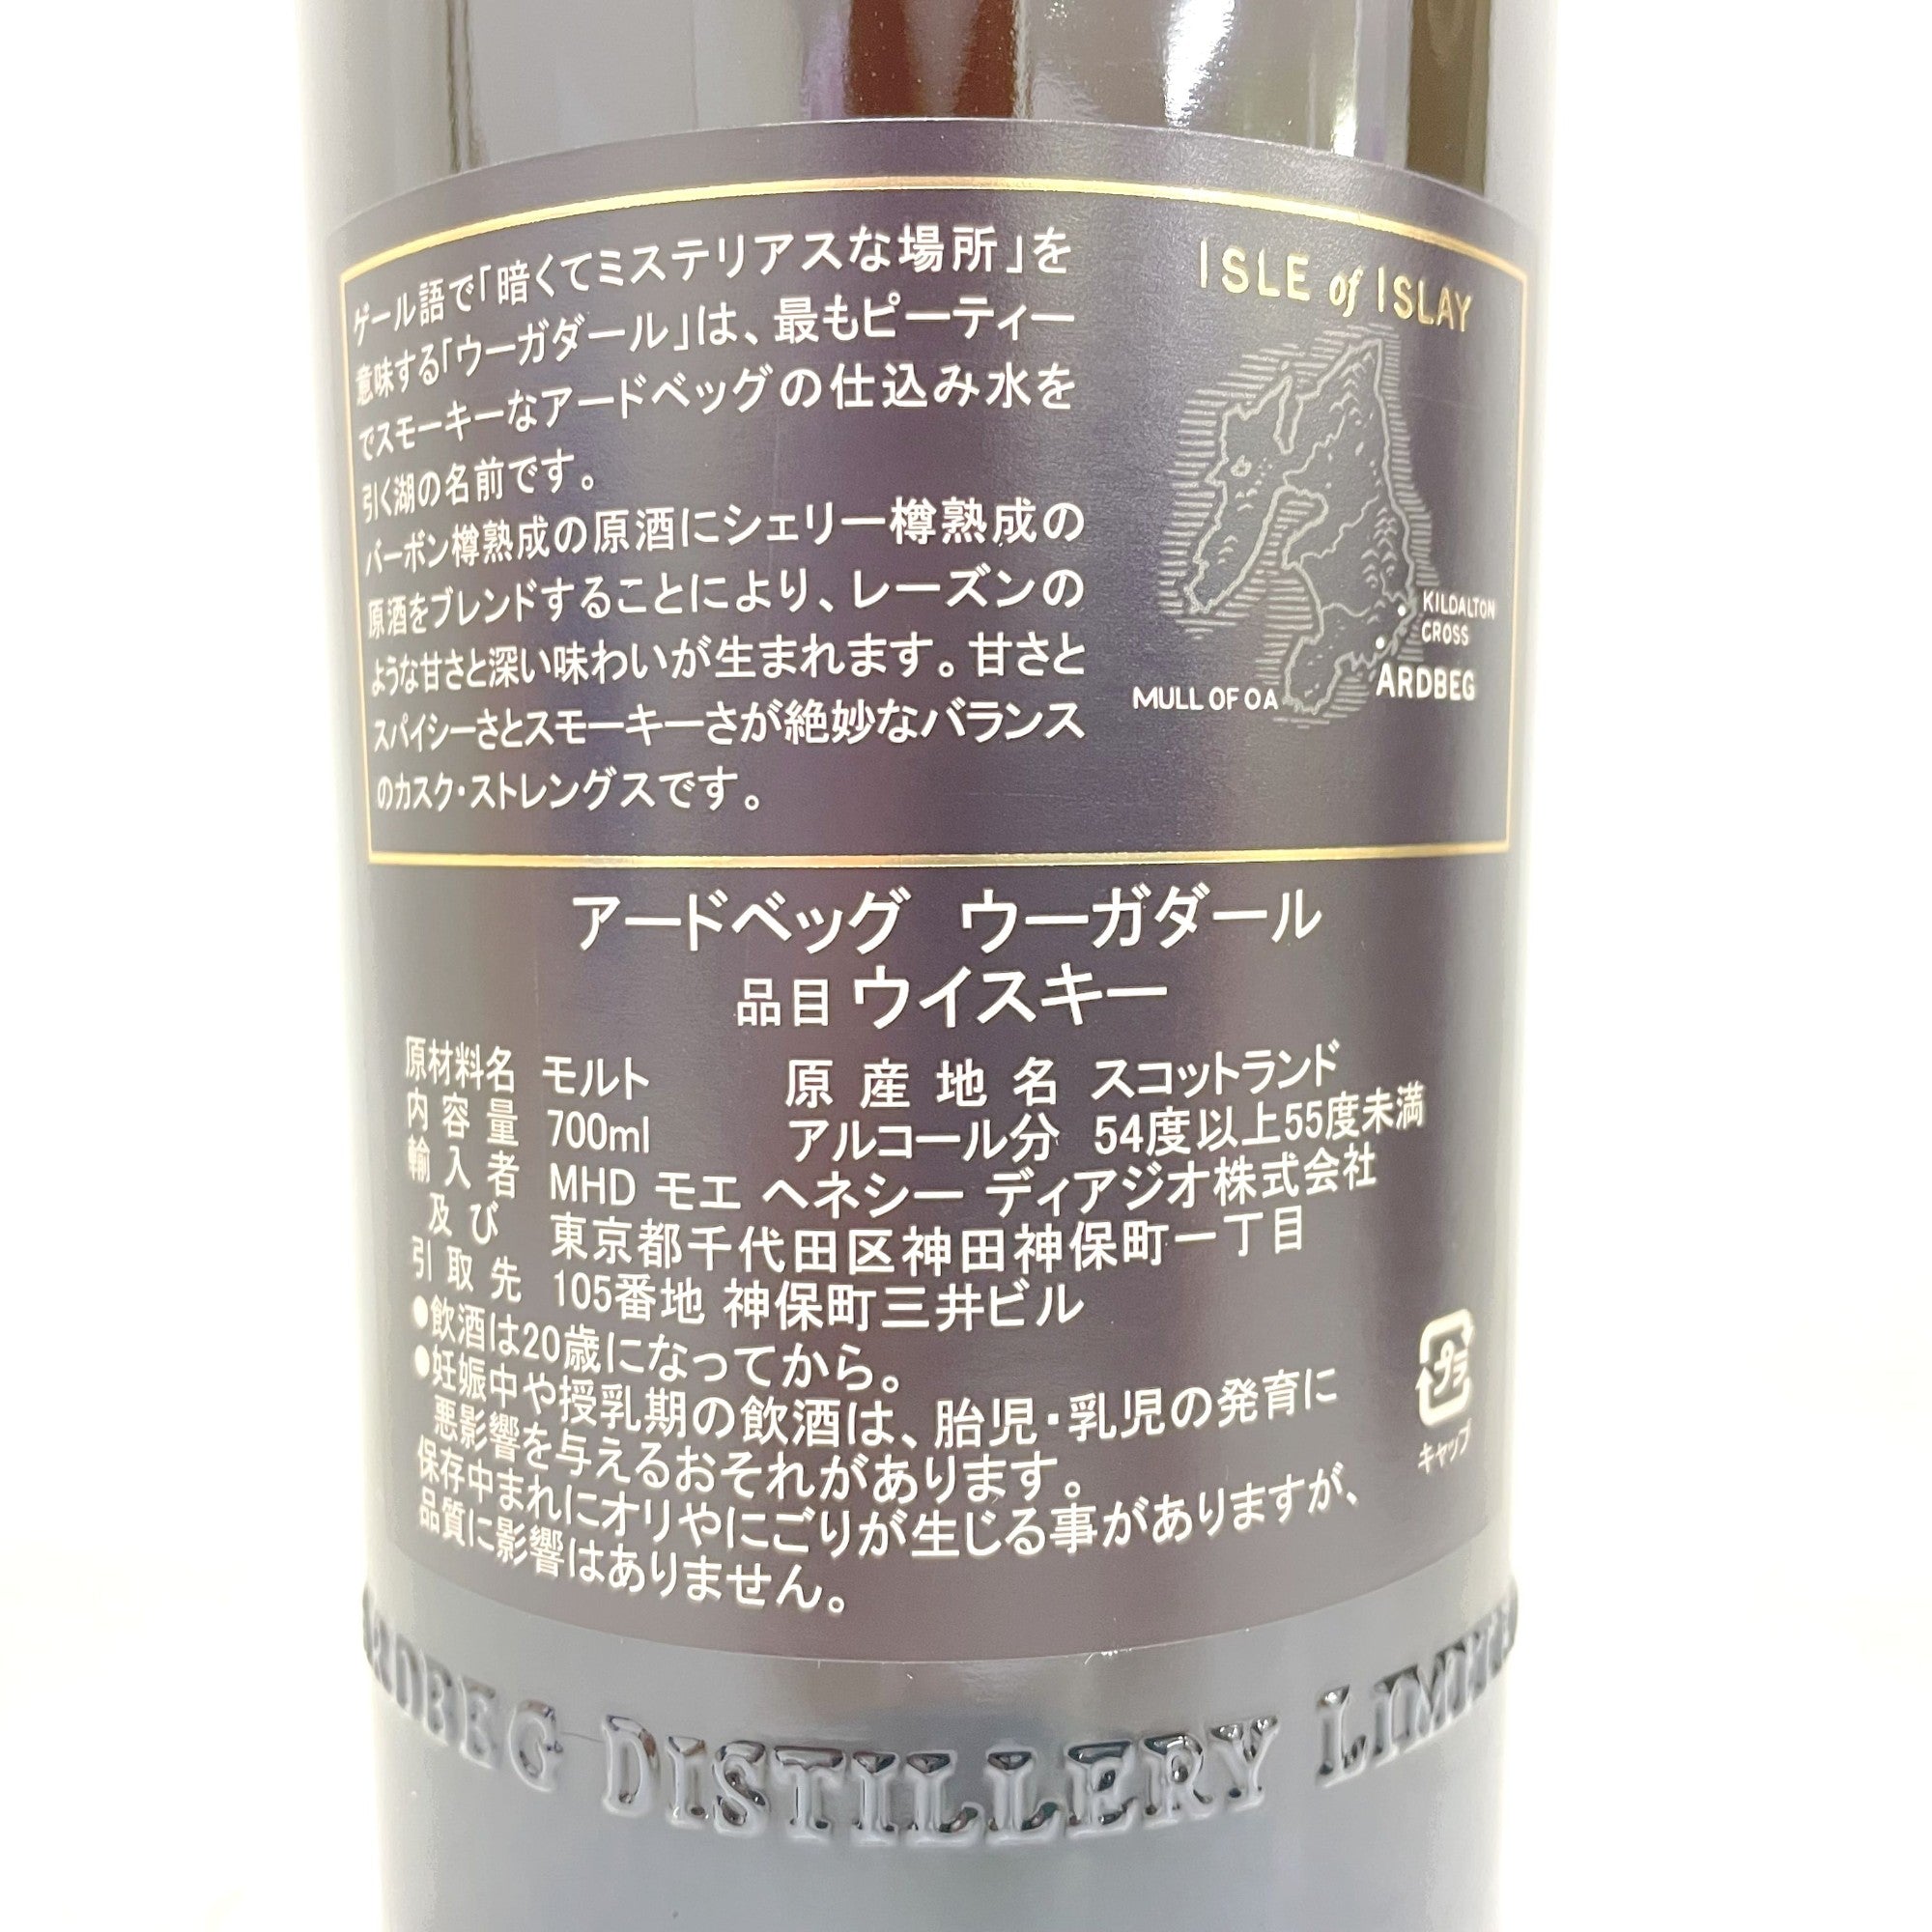 ゲール語で「暗くてミステリアスな場所」を
意味する「ウーガダール」は、最もピーティー
でスモーキーなアードベッグの仕込み水を
引く湖の名前です。
バーボン樽熟成の原酒にシェリー樽熟成の
原酒をブレンドすることにより、レーズンの
ような甘さと深い味わいが生まれます。甘さと
スパイシーさとスモーキーさが絶妙なバランス
のカスク・ストレングスです。
ISLE of ISLAY
KILDALTON
CROSS
ARDBEG
MULL OF OA
アードベッグ ウーガダール
品目 ウイスキー
原材料名 モルト 原産地名 スコットランド
内容量 700ml アルコール分 54度以上55度未満
輸入者 MHD モエ ヘネシー ディアジオ株式会社
及び 東京都千代田区神田神保町一丁目
引取先 105番地 神保町三井ビル
●飲酒は20歳になってから。
●妊娠中や授乳期の飲酒は、胎児・乳児の発育に
悪影響を与えるおそれがあります。
保存中まれにオリやにごりが生じる事がありますが、
品質に影響はありません。
プラ
キャップ
ARDBEG DISTILLERY LIMITED